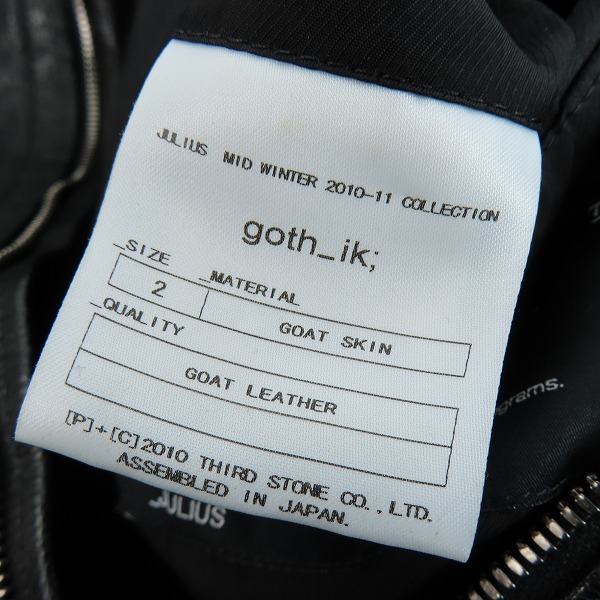 JULIUS MID WINTER 2010-11 COLLECTION
goth_ik;
_SIZE _MATERIAL
2 GOAT SKIN
_QUALITY
GOAT LEATHER
[P]+[C]2010 THIRD STONE CO.,LTD.
ASSEMBLED IN JAPAN.
JULIUS